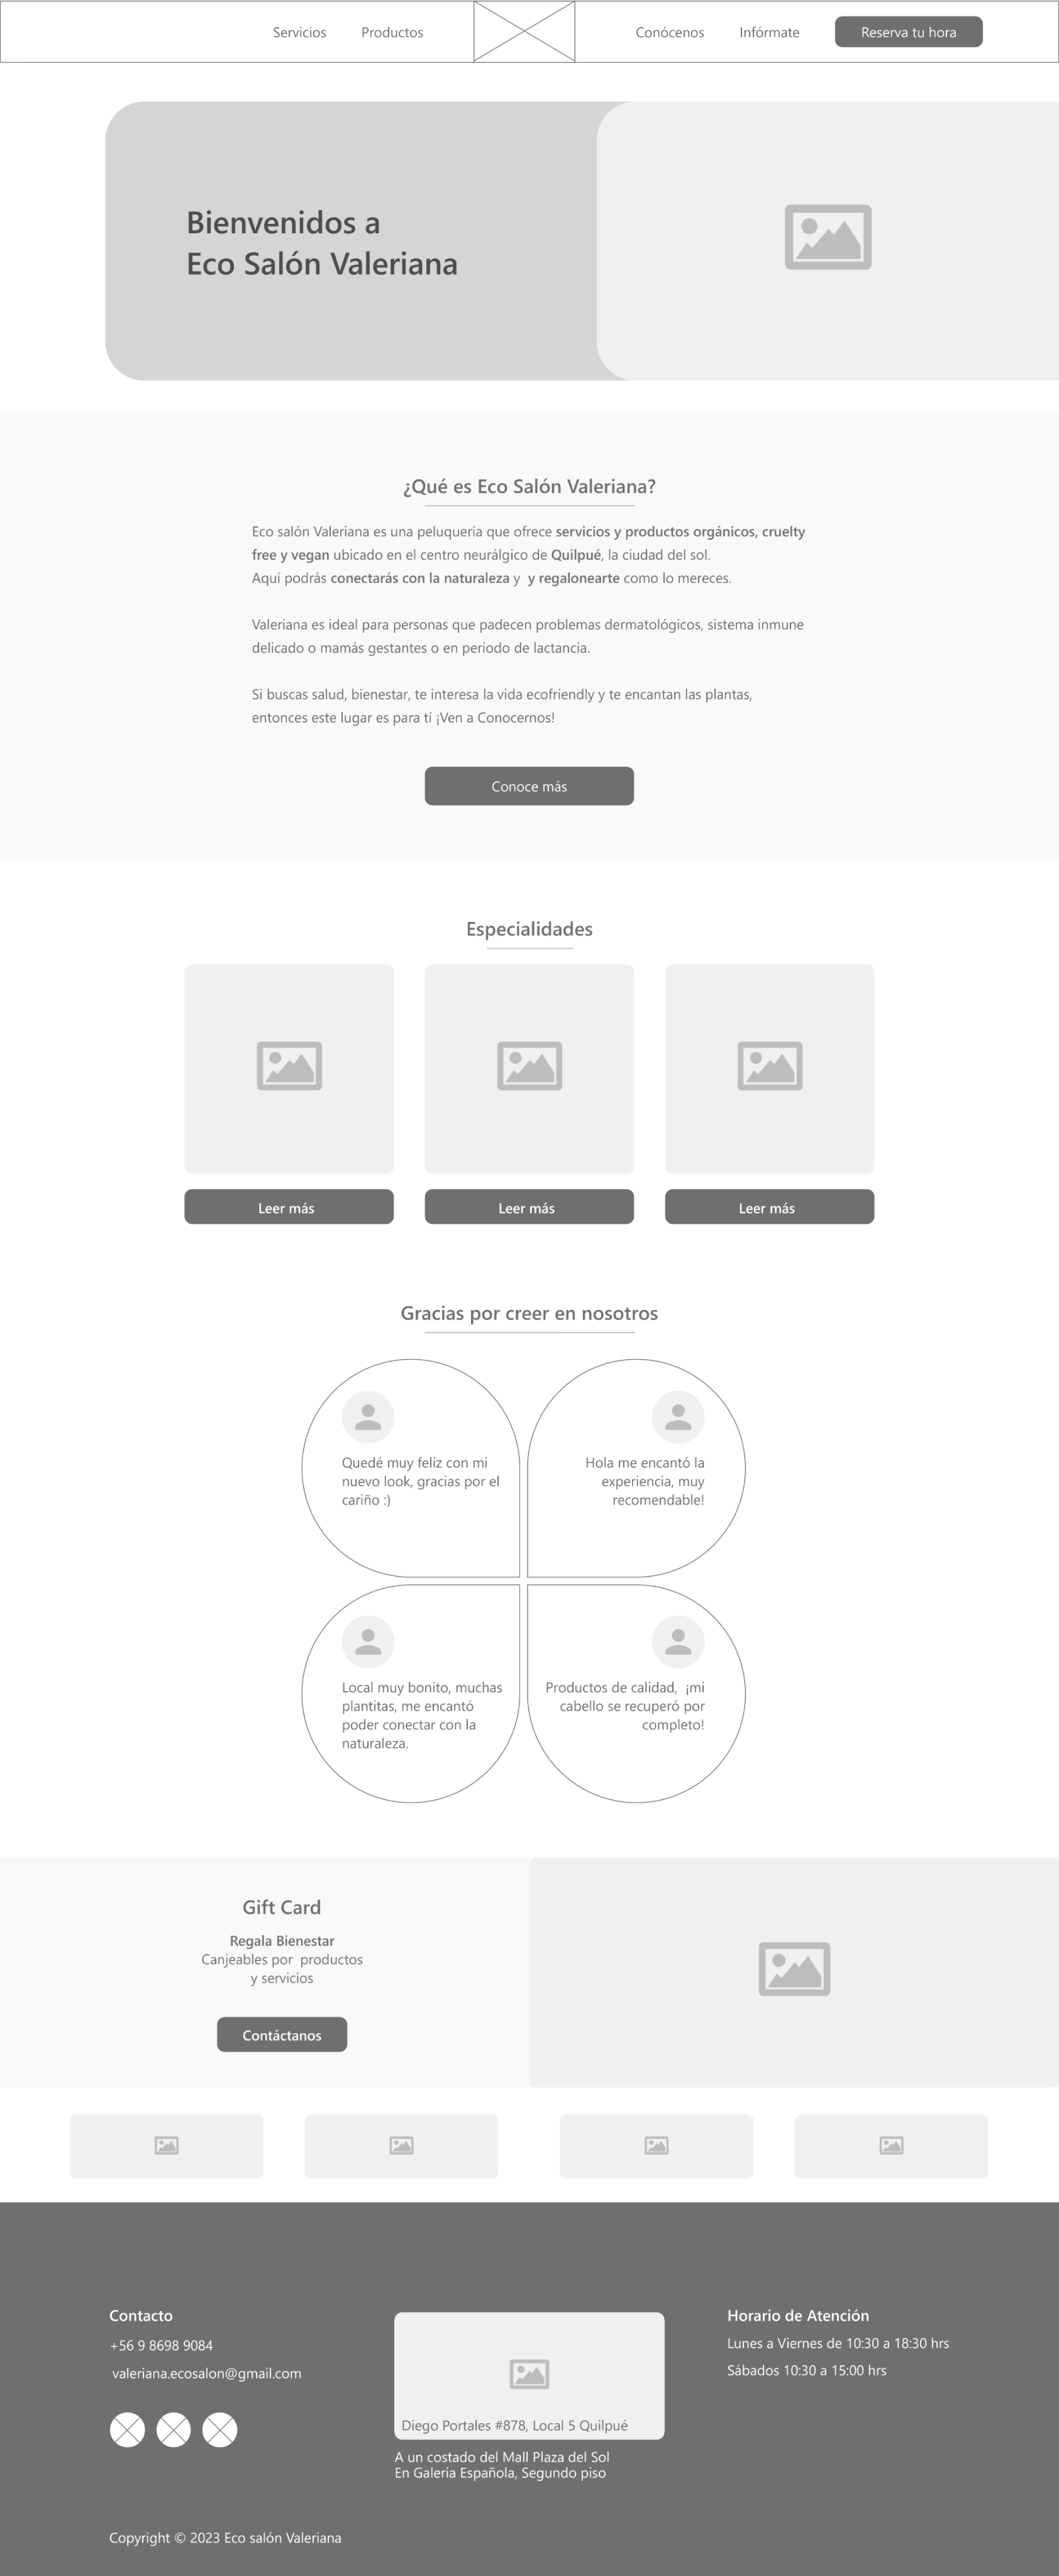 Servicios
Productos
Conócenos
Infórmate
Reserva tu hora
Bienvenidos a
Eco Salón Valeriana
¿Qué es Eco Salón Valeriana?
Eco salón Valeriana es una peluquería que ofrece servicios y productos orgánicos, cruelty
free y vegan ubicado en el centro neurálgico de Quilpué, la ciudad del sol.
Aquí podrás conectarás con la naturaleza y  y regalonearte como lo mereces.
Valeriana es ideal para personas que padecen problemas dermatológicos, sistema inmune
delicado o mamás gestantes o en periodo de lactancia.
Si buscas salud, bienestar, te interesa la vida ecofriendly y te encantan las plantas,
entonces este lugar es para tí ¡Ven a Conocernos!
Conoce más
Especialidades
Leer más
Leer más
Leer más
Gracias por creer en nosotros
Quedé muy feliz con mi
nuevo look, gracias por el
cariño :)
Hola me encantó la
experiencia, muy
recomendable!
Local muy bonito, muchas
plantitas, me encantó
poder conectar con la
naturaleza.
Productos de calidad,  ¡mi
cabello se recuperó por
completo!
Gift Card
Regala Bienestar
Canjeables por  productos
y servicios
Contáctanos
Contacto
+56 9 8698 9084
valeriana.ecosalon@gmail.com
Diego Portales #878, Local 5 Quilpué
A un costado del Mall Plaza del Sol
En Galería Española, Segundo piso
Horario de Atención
Lunes a Viernes de 10:30 a 18:30 hrs
Sábados 10:30 a 15:00 hrs
Copyright © 2023 Eco salón Valeriana